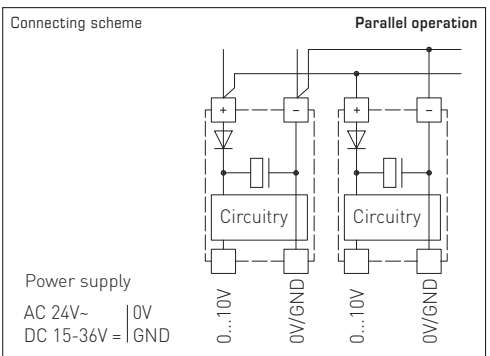 Connecting scheme
Parallel operation
+ − + −
Circuitry Circuitry
Power supply
AC 24V~ 0V
DC 15-36V = GND
0...10V
0V/GND
0...10V
0V/GND